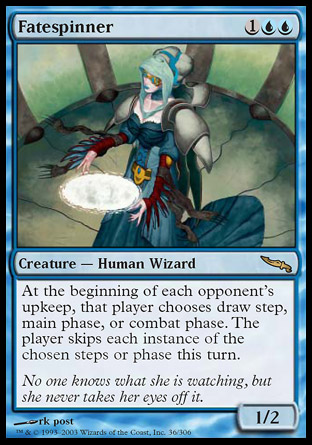 Fatespinner 1
Creature — Human Wizard
At the beginning of each opponent's
upkeep, that player chooses draw step,
main phase, or combat phase. The
player skips each instance of the
chosen steps or phase this turn.
No one knows what she is watching, but
she never takes her eyes off it.
rk post
™ & © 1993–2003 Wizards of the Coast, Inc. 36/306
1/2